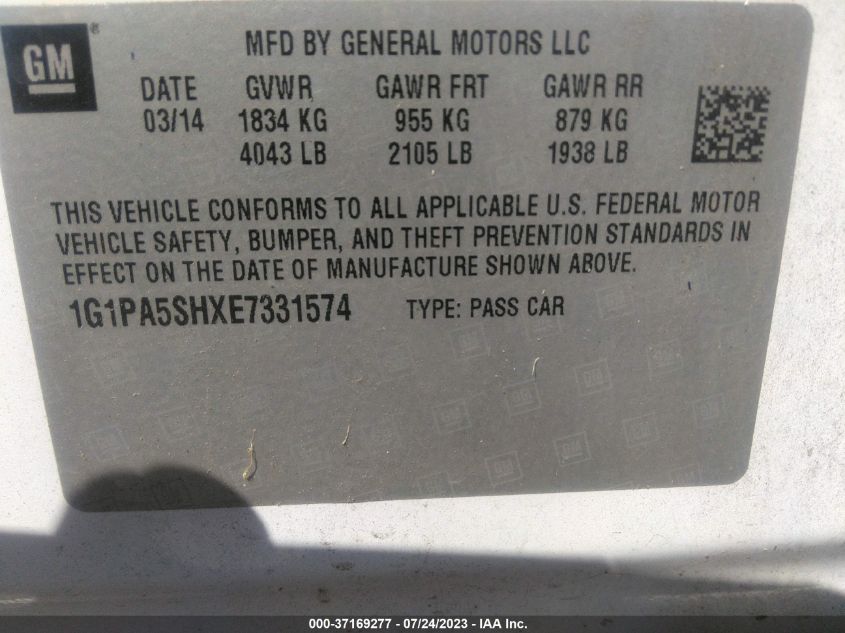 GM
MFD BY GENERAL MOTORS LLC
DATE GVWR GAWR FRT GAWR RR
03/14 1834 KG 955 KG 879 KG
4043 LB 2105 LB 1938 LB
THIS VEHICLE CONFORMS TO ALL APPLICABLE U.S. FEDERAL MOTOR
VEHICLE SAFETY, BUMPER, AND THEFT PREVENTION STANDARDS IN
EFFECT ON THE DATE OF MANUFACTURE SHOWN ABOVE.
1G1PA5SHXE7331574 TYPE: PASS CAR
000-37169277 - 07/24/2023 - IAA Inc.